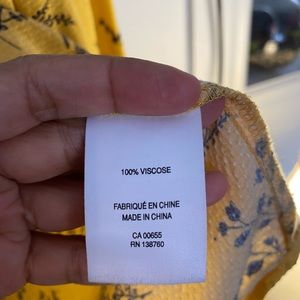 100% VISCOSE
FABRIQUÉ EN CHINE
MADE IN CHINA
CA 00655
RN 138760